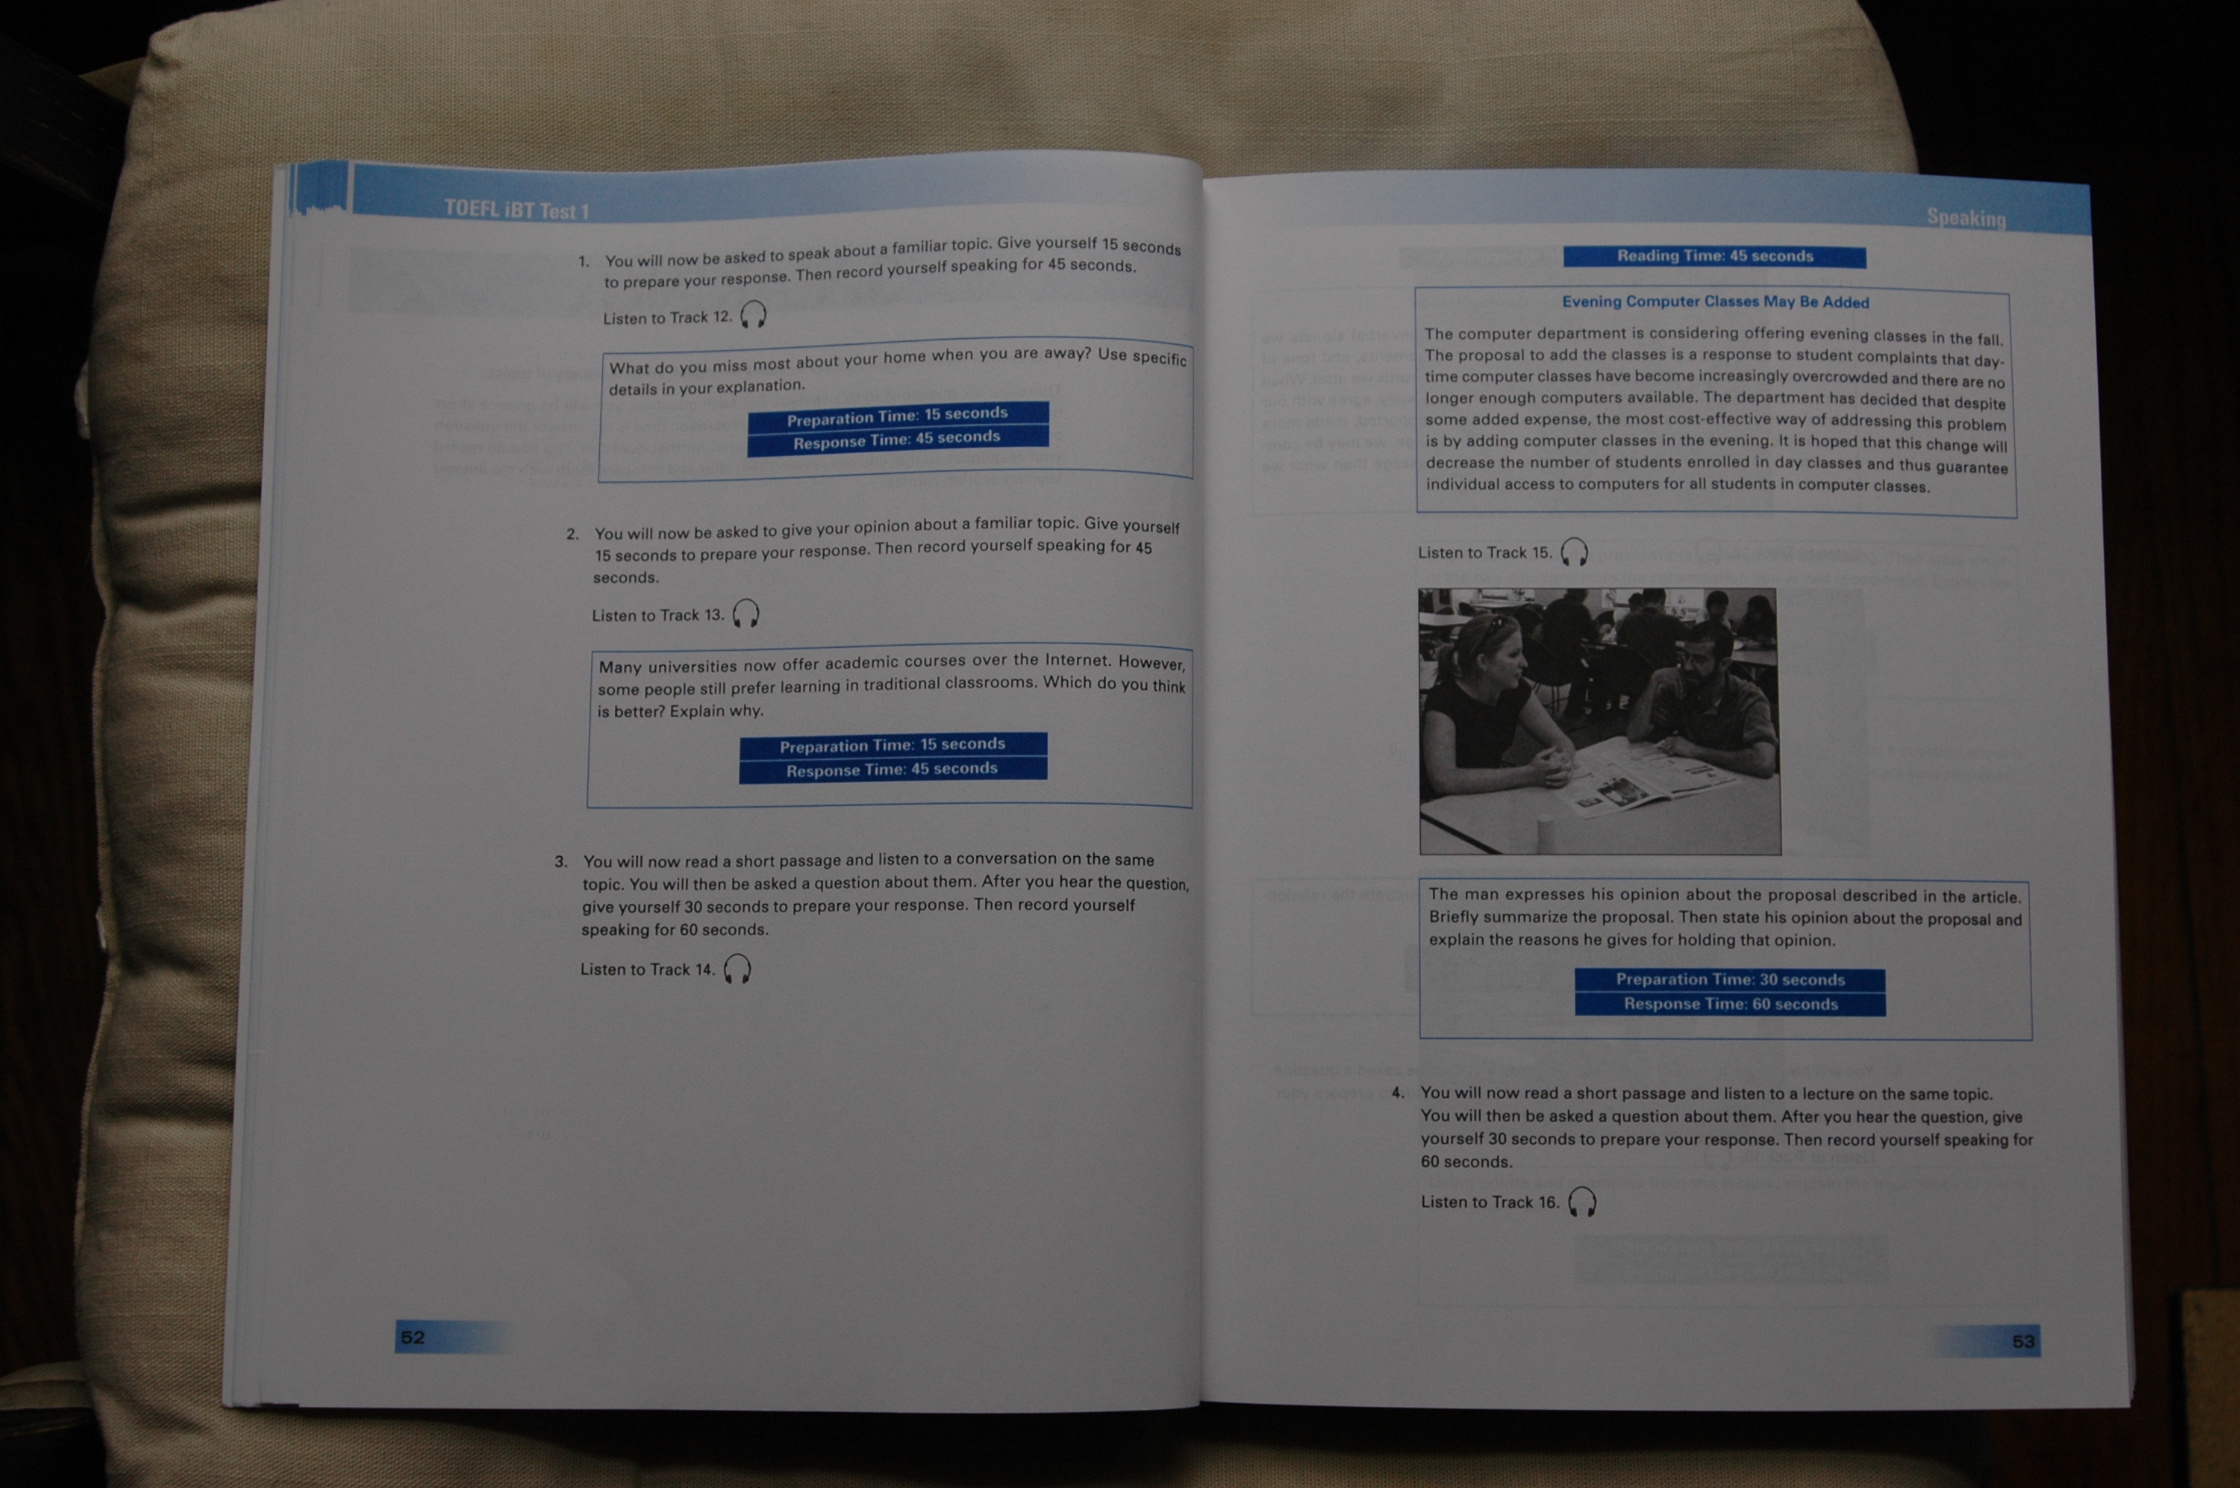 TOEFL iBT Test 1
1. You will now be asked to speak about a familiar topic. Give yourself 15 seconds
to prepare your response. Then record yourself speaking for 45 seconds.
Listen to Track 12.
What do you miss most about your home when you are away? Use specific
details in your explanation.
Preparation Time: 15 seconds
Response Time: 45 seconds
2. You will now be asked to give your opinion about a familiar topic. Give yourself
15 seconds to prepare your response. Then record yourself speaking for 45
seconds.
Listen to Track 13.
Many universities now offer academic courses over the Internet. However,
some people still prefer learning in traditional classrooms. Which do you think
is better? Explain why.
Preparation Time: 15 seconds
Response Time: 45 seconds
3. You will now read a short passage and listen to a conversation on the same
topic. You will then be asked a question about them. After you hear the question,
give yourself 30 seconds to prepare your response. Then record yourself
speaking for 60 seconds.
Listen to Track 14.
52
Speaking
Reading Time: 45 seconds
Evening Computer Classes May Be Added
The computer department is considering offering evening classes in the fall.
The proposal to add the classes is a response to student complaints that day-
time computer classes have become increasingly overcrowded and there are no
longer enough computers available. The department has decided that despite
some added expense, the most cost-effective way of addressing this problem
is by adding computer classes in the evening. It is hoped that this change will
decrease the number of students enrolled in day classes and thus guarantee
individual access to computers for all students in computer classes.
Listen to Track 15.
The man expresses his opinion about the proposal described in the article.
Briefly summarize the proposal. Then state his opinion about the proposal and
explain the reasons he gives for holding that opinion.
Preparation Time: 30 seconds
Response Time: 60 seconds
4. You will now read a short passage and listen to a lecture on the same topic.
You will then be asked a question about them. After you hear the question, give
yourself 30 seconds to prepare your response. Then record yourself speaking for
60 seconds.
Listen to Track 16.
53